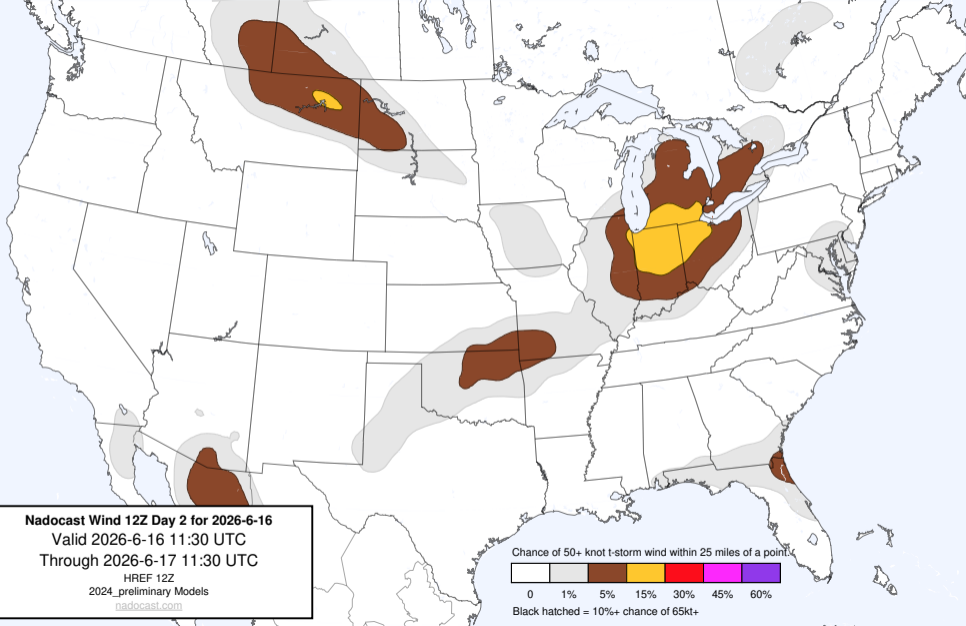 Nadocast Wind 12Z Day 2 for 2026-6-16
Valid 2026-6-16 11:30 UTC
Through 2026-6-17 11:30 UTC
HREF 12Z
2024_preliminary Models
nadocast.com
Chance of 50+ knot t-storm wind within 25 miles of a point.
0 1% 5% 15% 30% 45% 60%
Black hatched = 10%+ chance of 65kt+